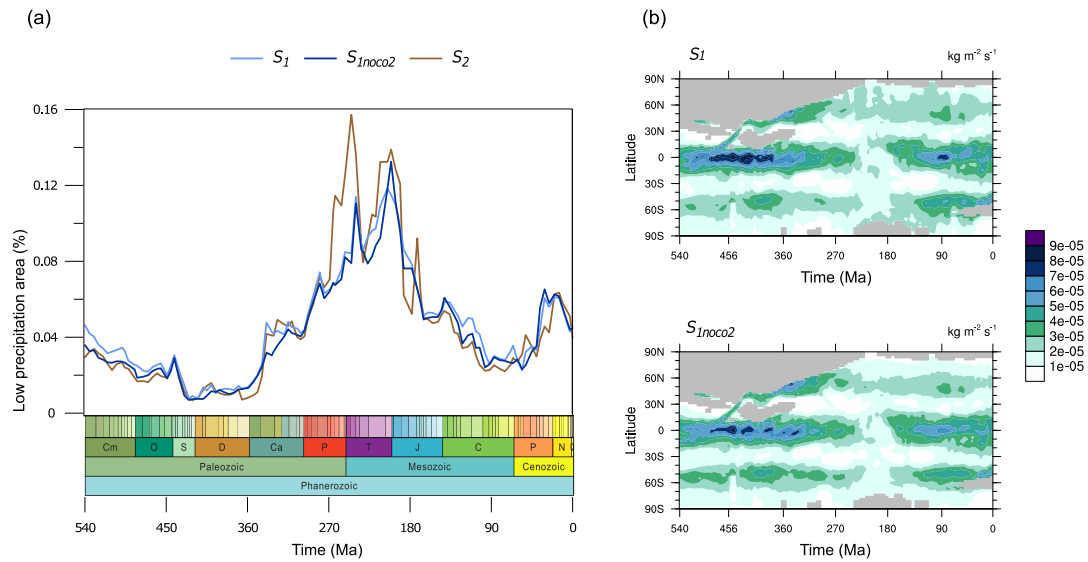 (a)
S1 S1noco2 S2
0.16
0.12
0.08
0.04
0
Low precipitation area (%)
Cm O S D Ca P T J C P N Q
Paleozoic Mesozoic Cenozoic
Phanerozoic
540 450 360 270 180 90 0
Time (Ma)
(b)
S1 kg m-2 s-1
90N
60N
30N
0
30S
60S
90S
Latitude
540 456 360 270 180 90 0
Time (Ma)
S1noco2 kg m-2 s-1
90N
60N
30N
0
30S
60S
90S
Latitude
540 456 360 270 180 90 0
Time (Ma)
9e-05
8e-05
7e-05
6e-05
5e-05
4e-05
3e-05
2e-05
1e-05